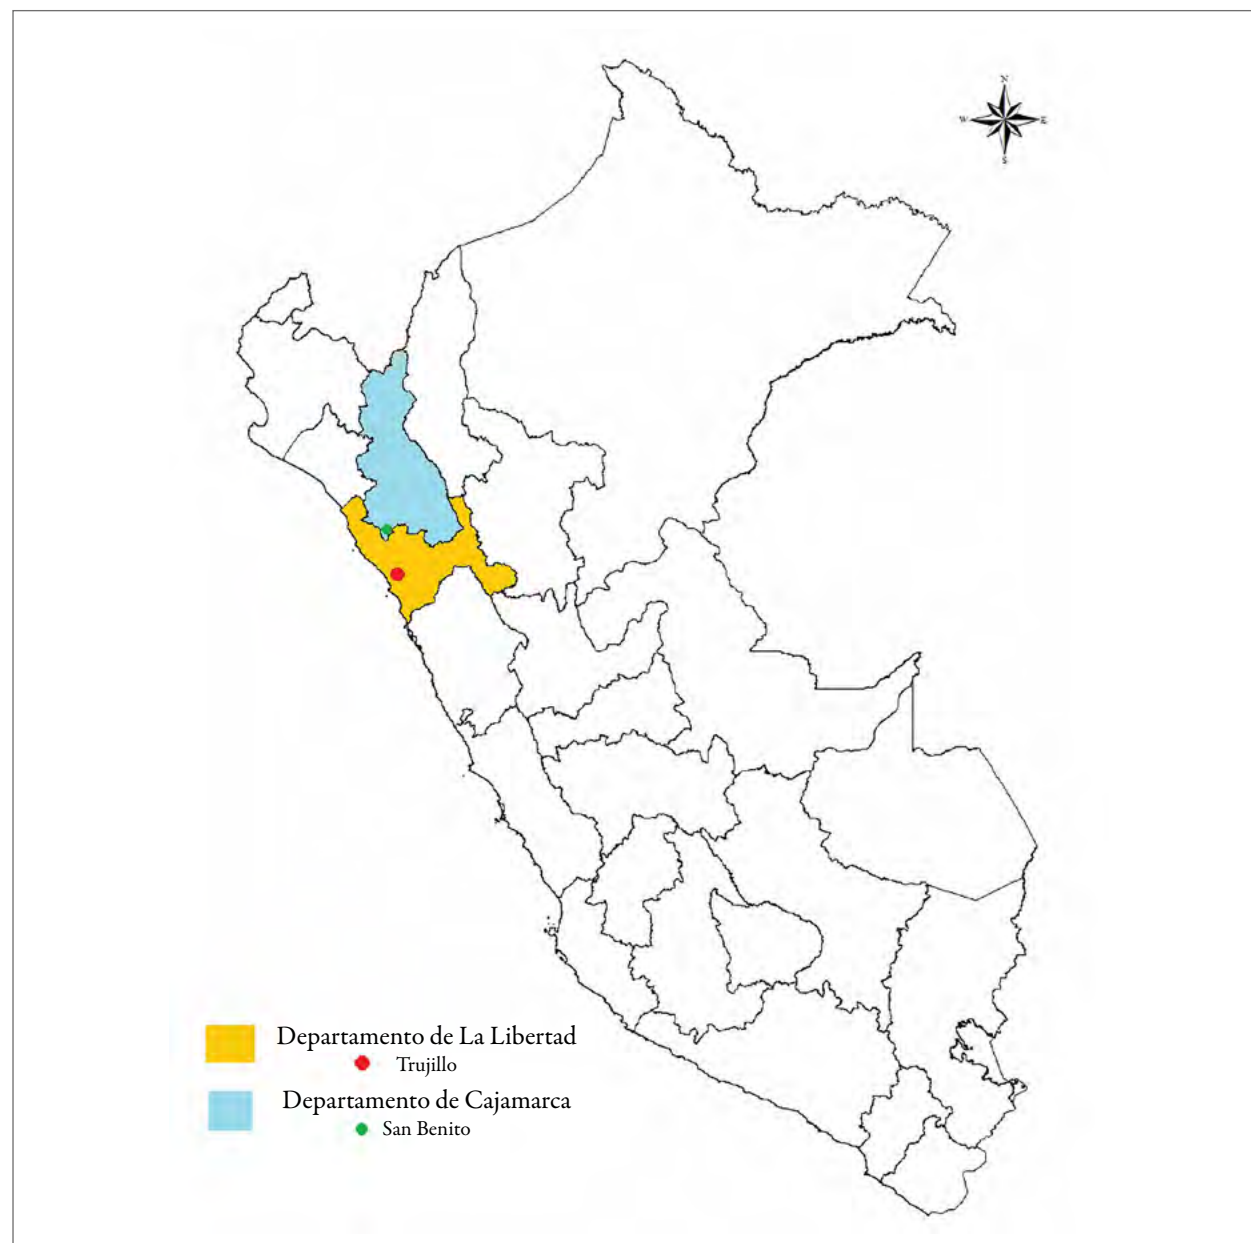 N
W E
S
Departamento de La Libertad
Trujillo
Departamento de Cajamarca
San Benito